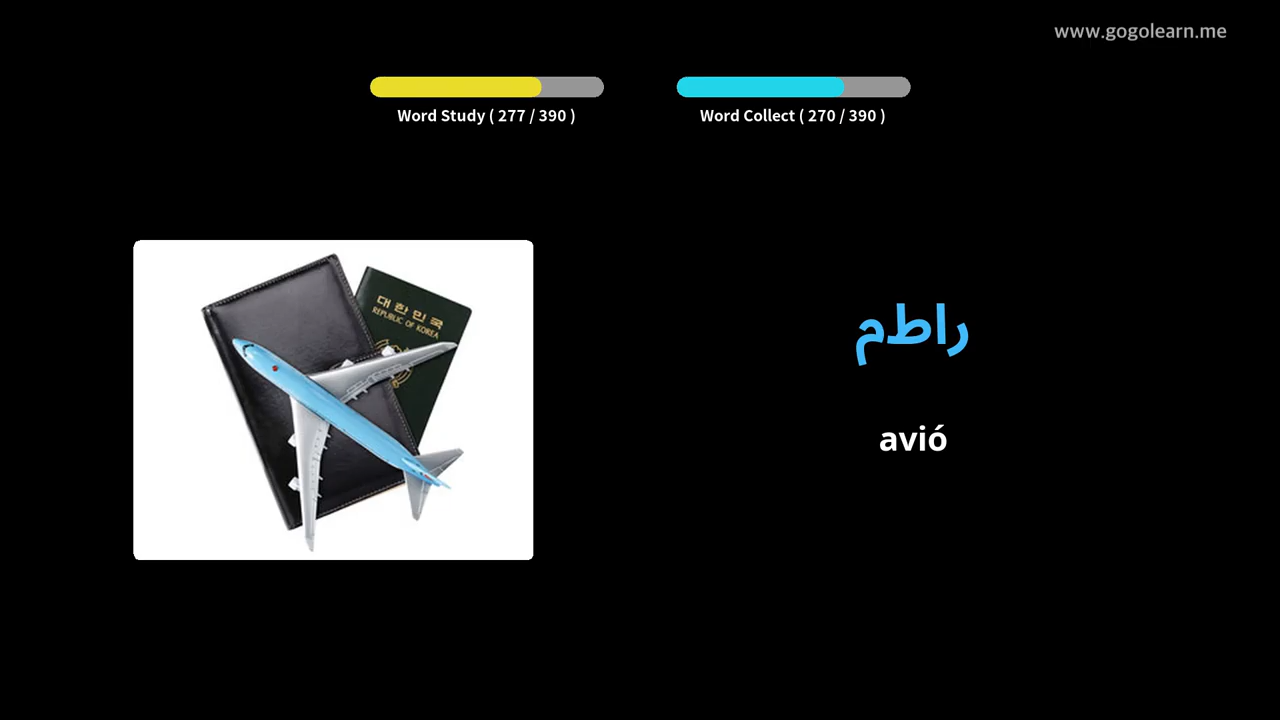 www.gogolearn.me
Word Study ( 277 / 390 )
Word Collect ( 270 / 390 )
대한민국
REPUBLIC OF KOREA
راطم
avió